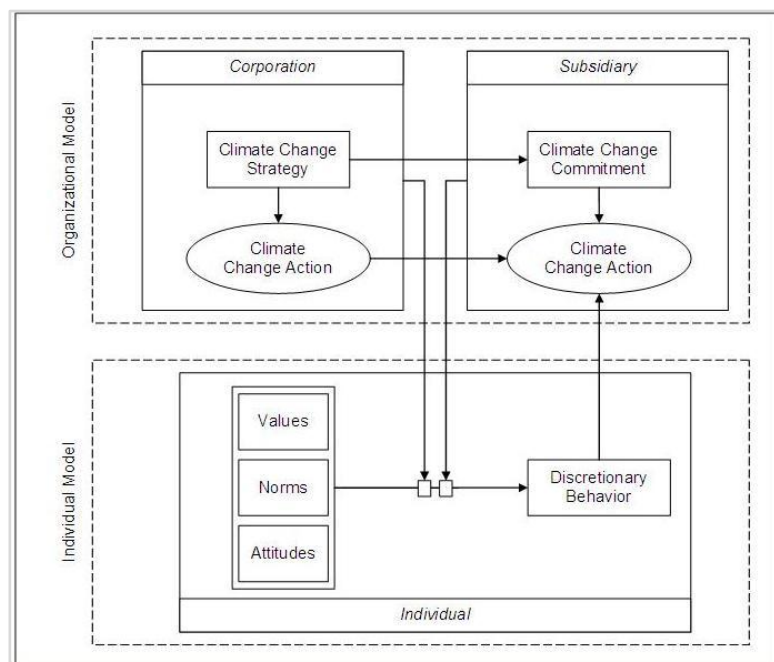 Organizational Model
Corporation
Subsidiary
Climate Change
Strategy
Climate Change
Commitment
Climate
Change Action
Climate
Change Action
Individual Model
Values
Norms
Attitudes
Discretionary
Behavior
Individual